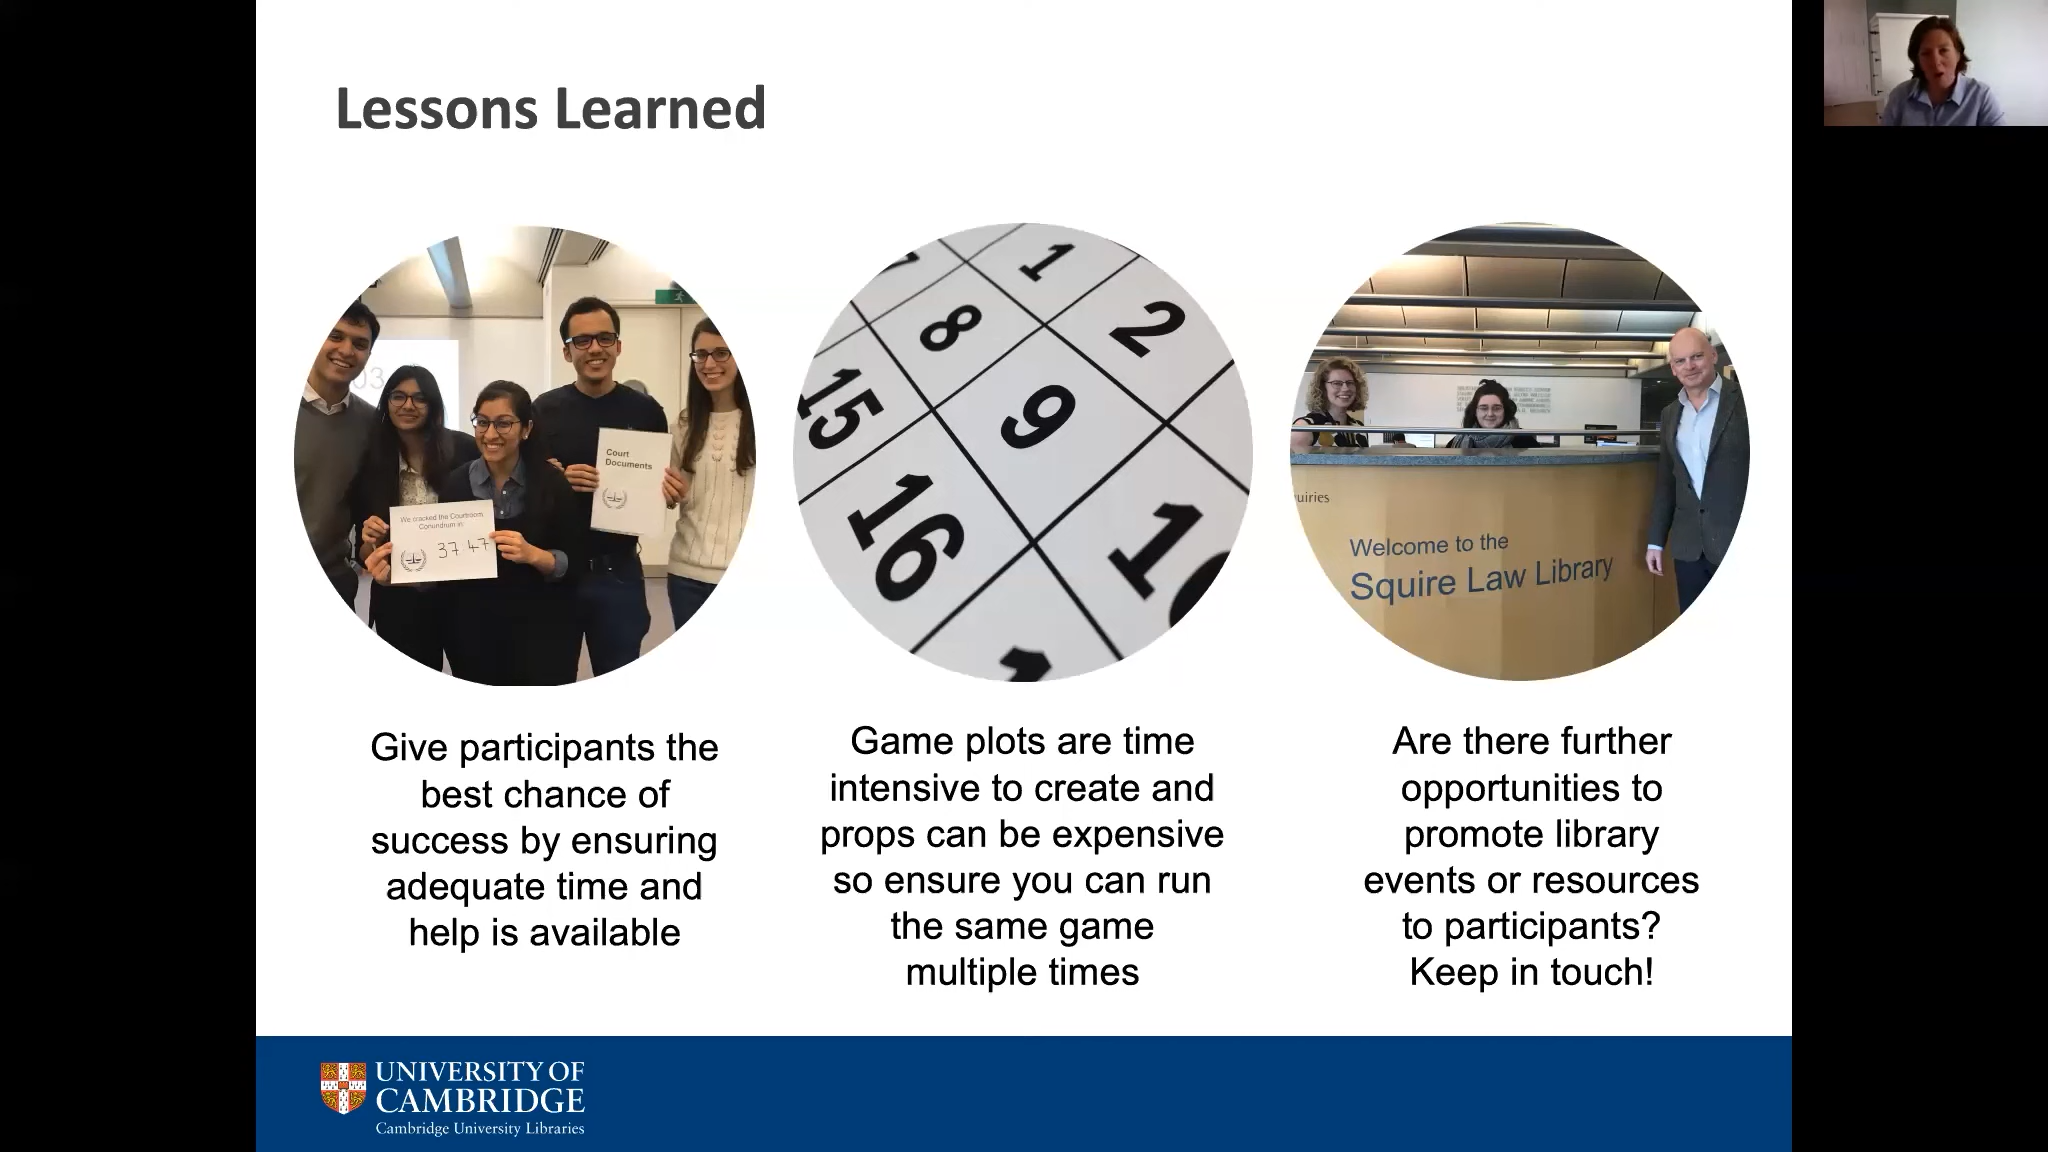 Lessons Learned
03
Court
Documents
We cracked the Courtroom
Conundrum in:
37 47
7
1
8
2
15
9
16
10
1
uiries
Welcome to the
Squire Law Library
Give participants the
best chance of
success by ensuring
adequate time and
help is available
Game plots are time
intensive to create and
props can be expensive
so ensure you can run
the same game
multiple times
Are there further
opportunities to
promote library
events or resources
to participants?
Keep in touch!
UNIVERSITY OF
CAMBRIDGE
Cambridge University Libraries